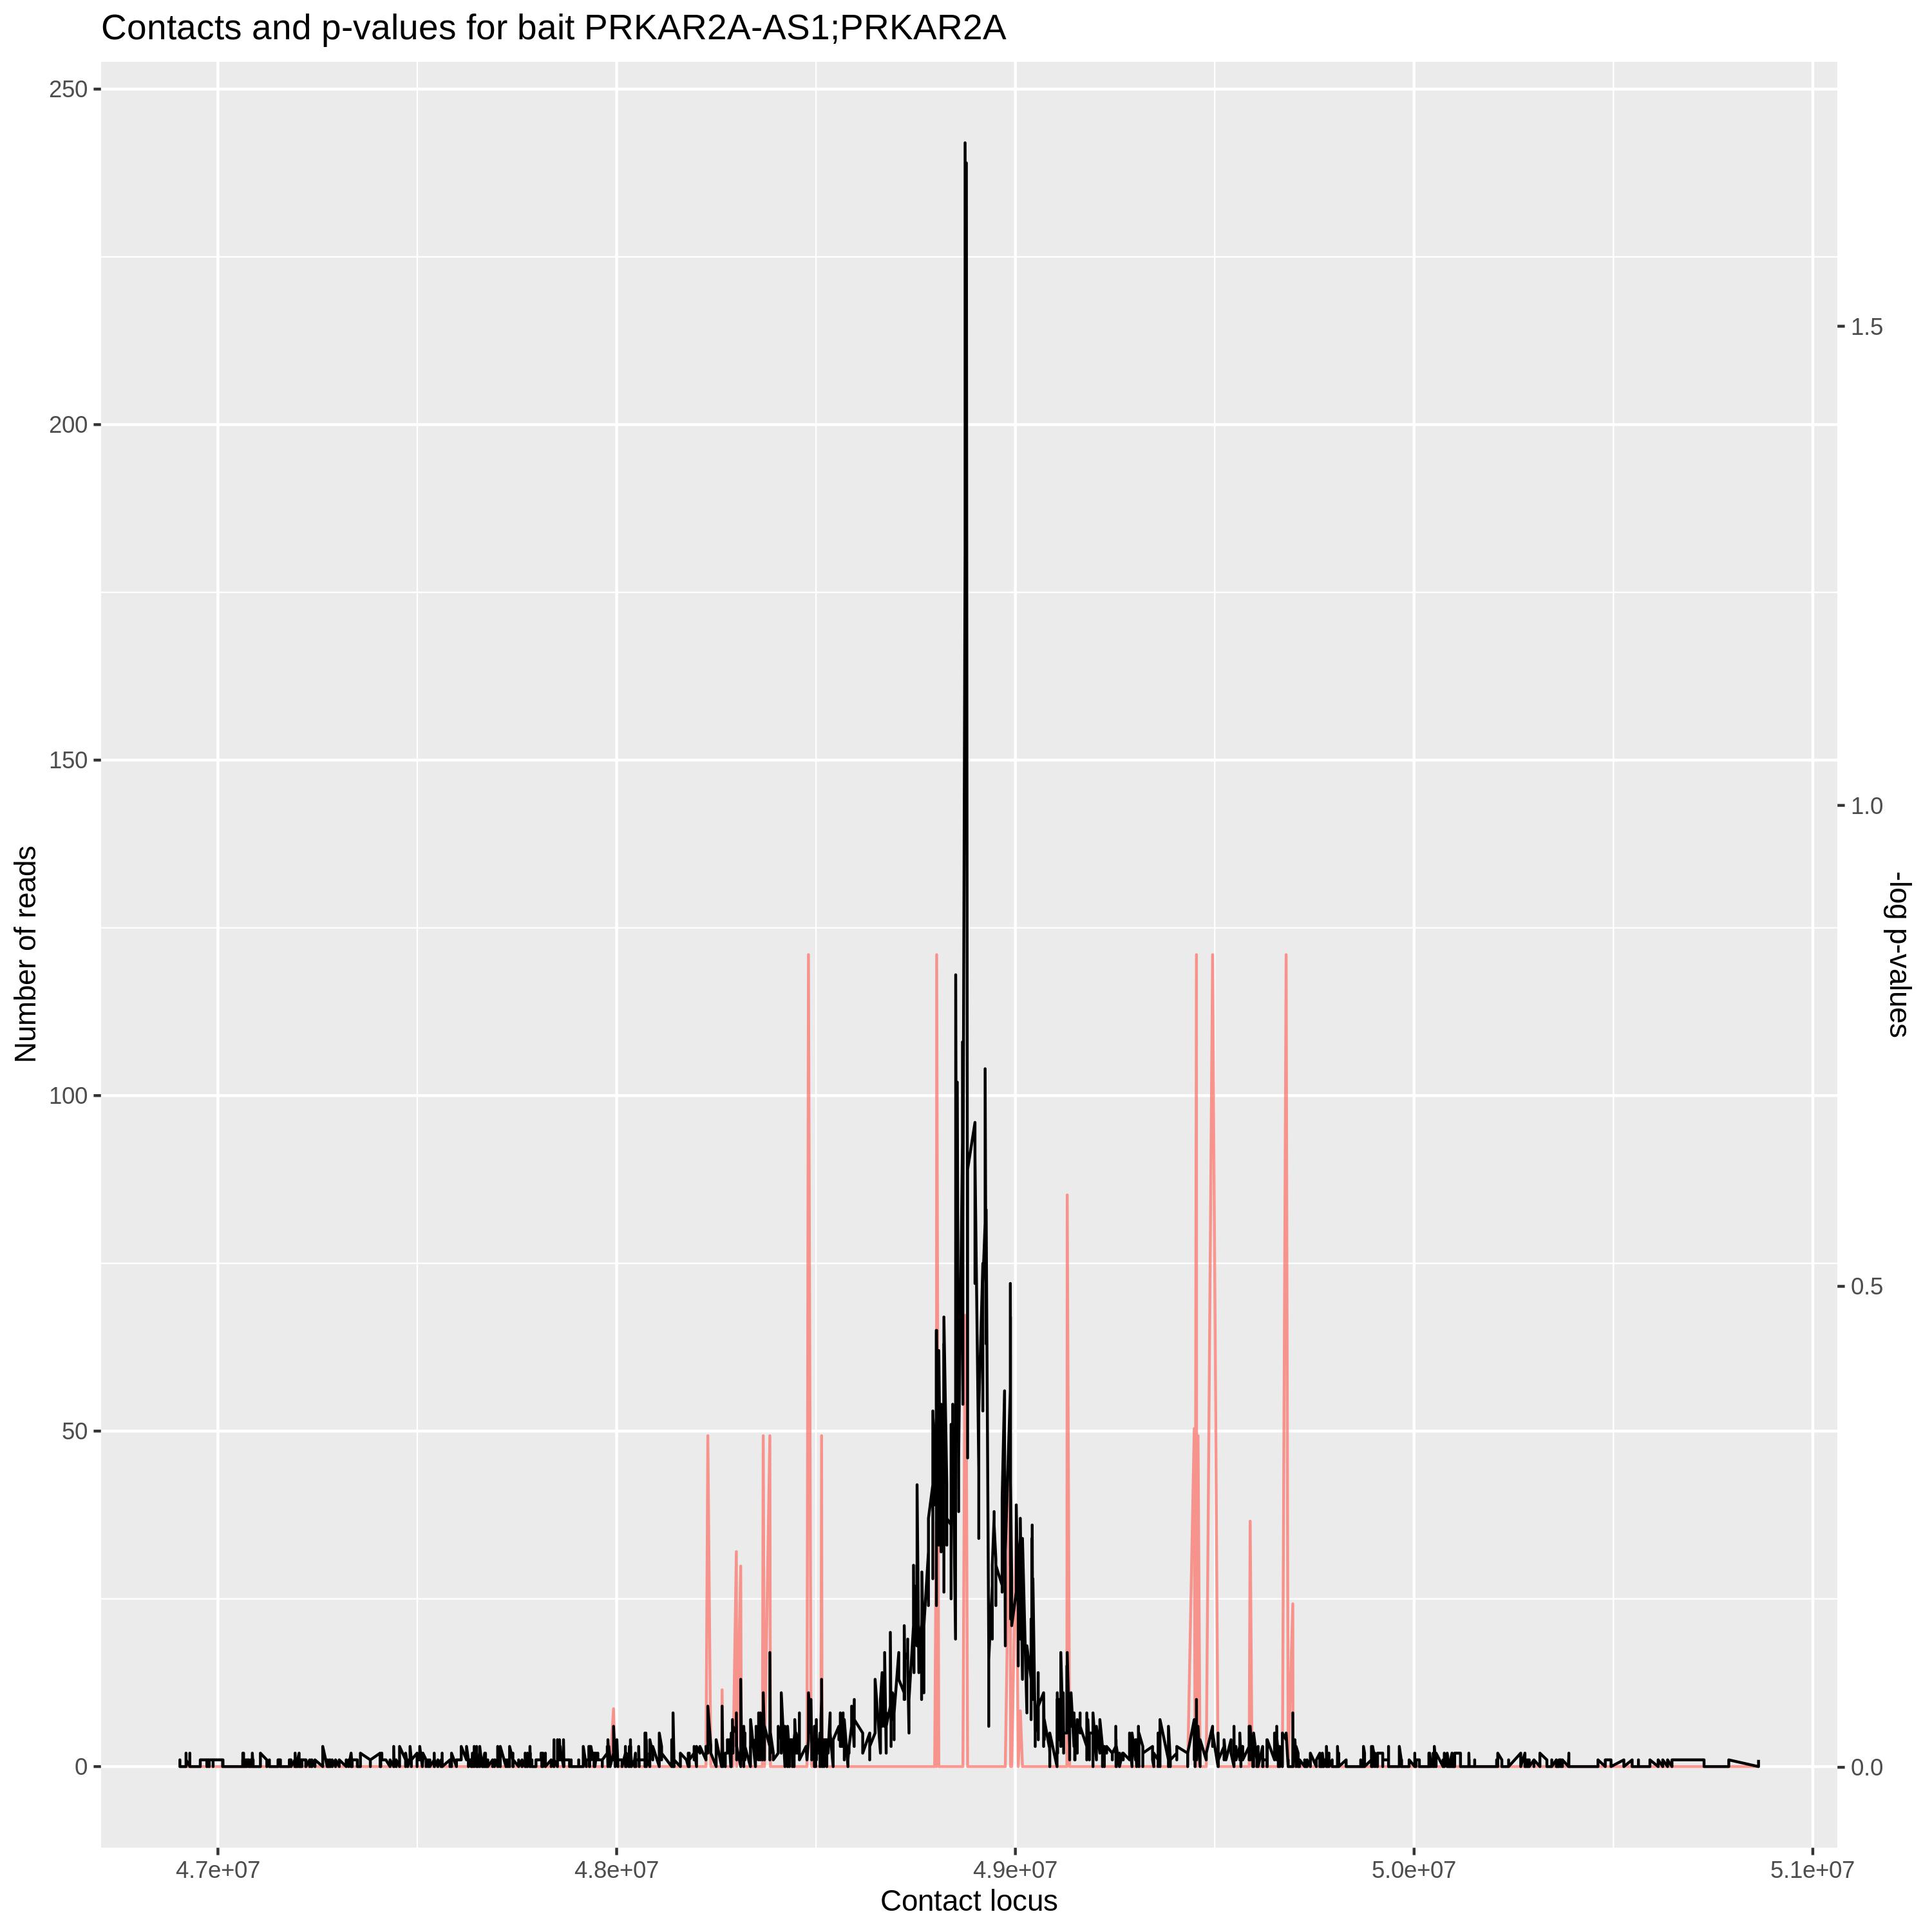 Contacts and p-values for bait PRKAR2A-AS1;PRKAR2A
250
200
150
100
50
0
Number of reads
1.5
1.0
0.5
0.0
-log p-values
4.7e+07 4.8e+07 4.9e+07 5.0e+07 5.1e+07
Contact locus